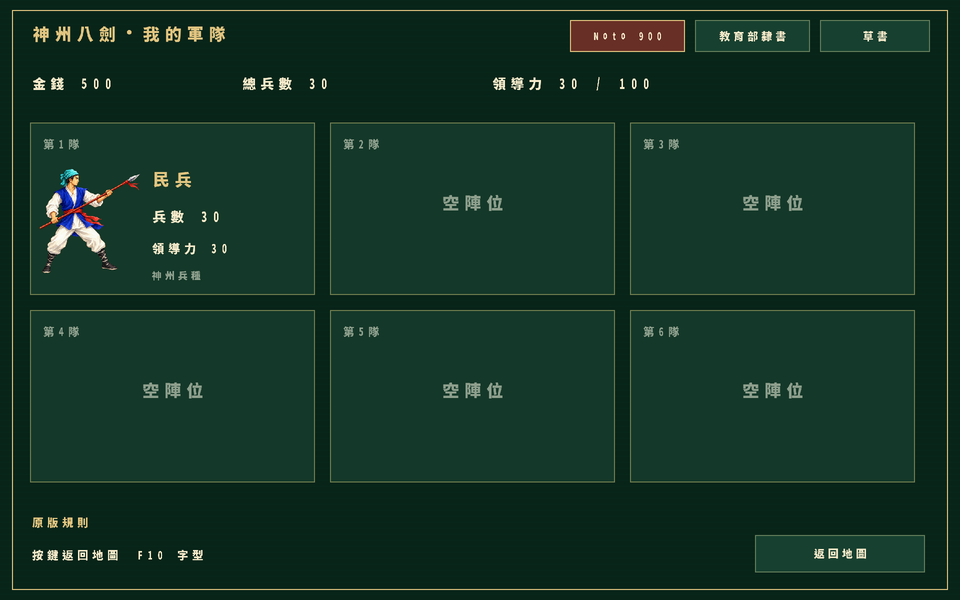 神州八劍・我的軍隊
Noto 900
教育部隸書
草書
金錢 500
總兵數 30
領導力 30 / 100
第1隊
民兵
兵數 30
領導力 30
神州兵種
第2隊
空陣位
第3隊
空陣位
第4隊
空陣位
第5隊
空陣位
第6隊
空陣位
原版規則
按鍵返回地圖 F10 字型
返回地圖